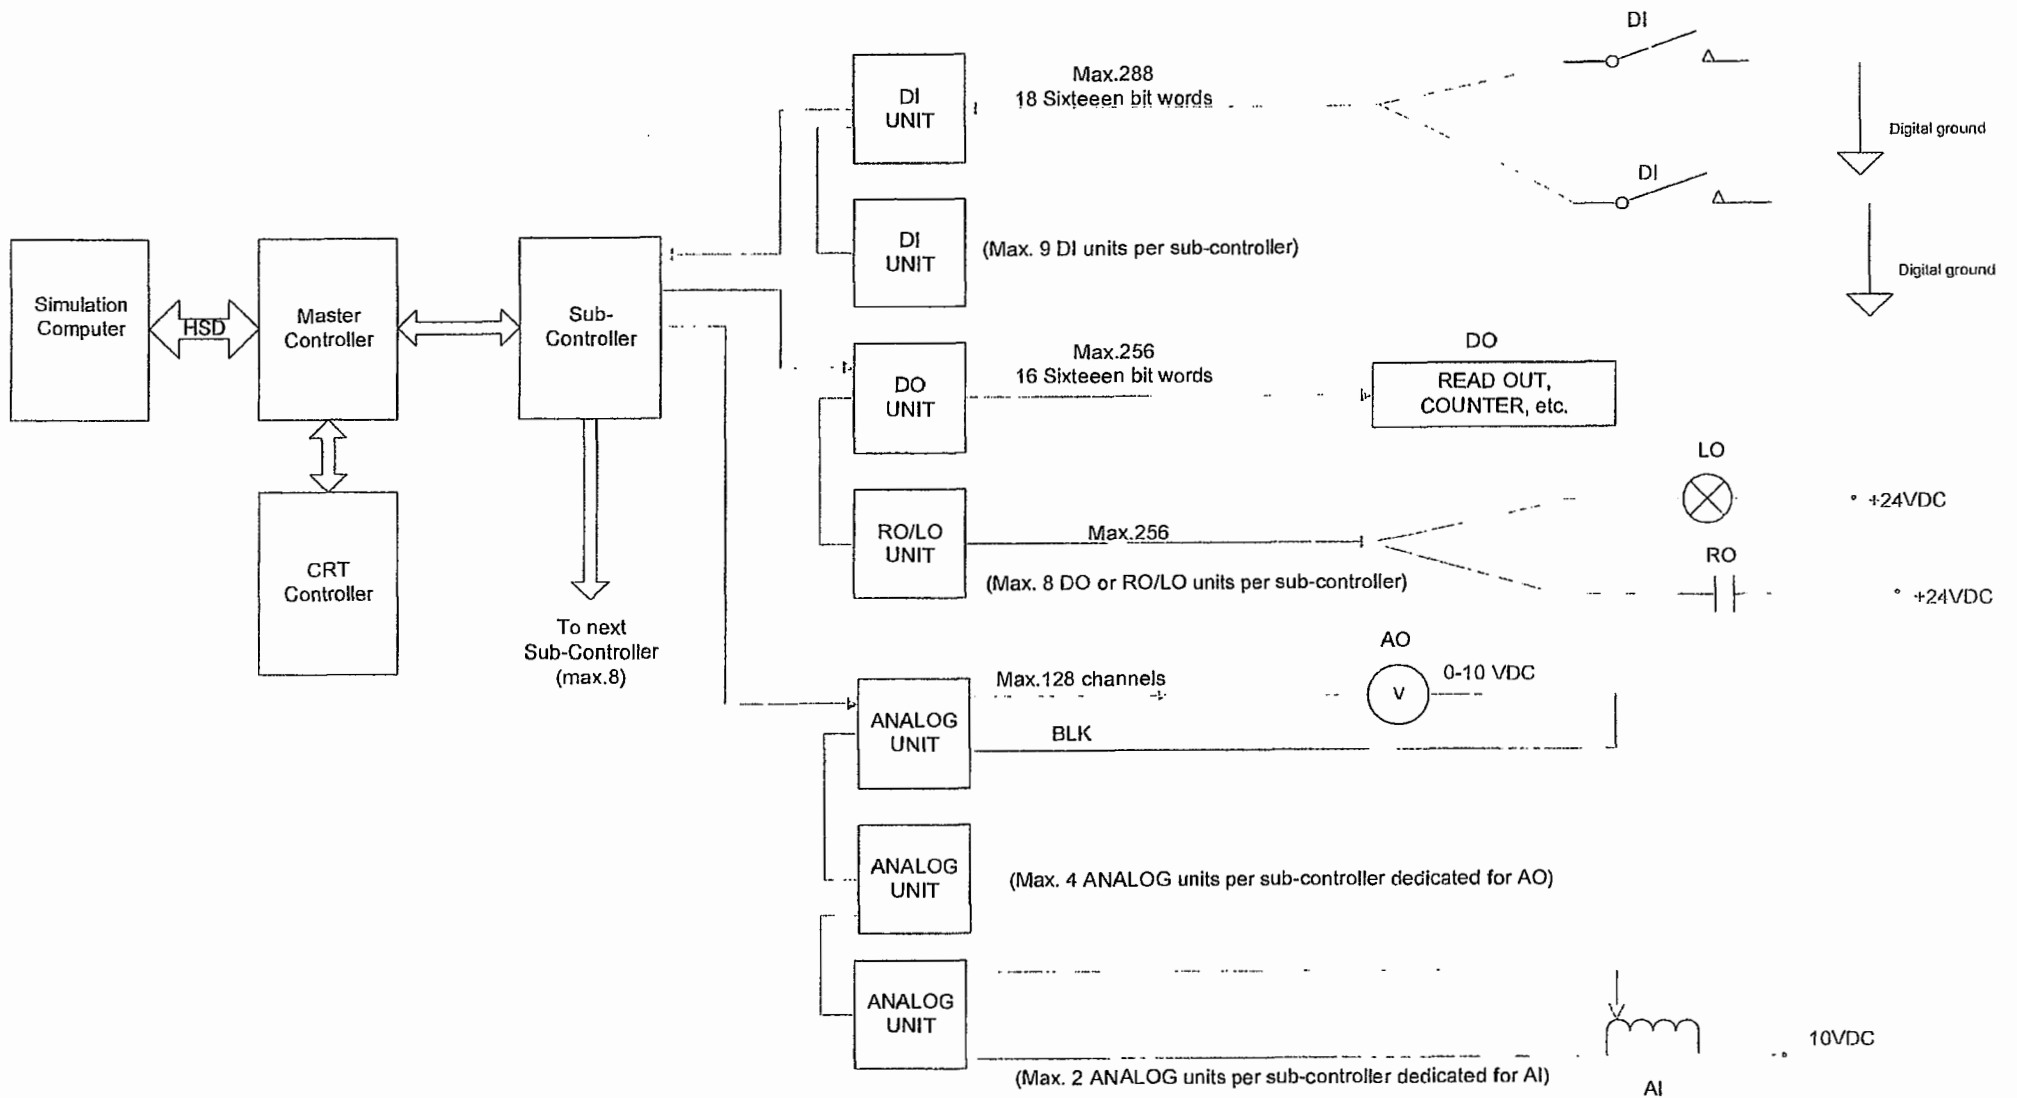 DI
Max.288
18 Sixteeen bit words
DI
UNIT
Digital ground
DI
DI
UNIT
(Max. 9 DI units per sub-controller)
Digital ground
Simulation
Computer
HSD
Master
Controller
Sub-
Controller
Max.256
16 Sixteeen bit words
DO
DO
UNIT
READ OUT,
COUNTER, etc.
LO
+24VDC
RO/LO
UNIT
Max.256
RO
(Max. 8 DO or RO/LO units per sub-controller)
+24VDC
CRT
Controller
To next
Sub-Controller
(max.8)
AO
Max.128 channels
V
0-10 VDC
ANALOG
UNIT
BLK
ANALOG
UNIT
(Max. 4 ANALOG units per sub-controller dedicated for AO)
ANALOG
UNIT
10VDC
(Max. 2 ANALOG units per sub-controller dedicated for AI)
AI